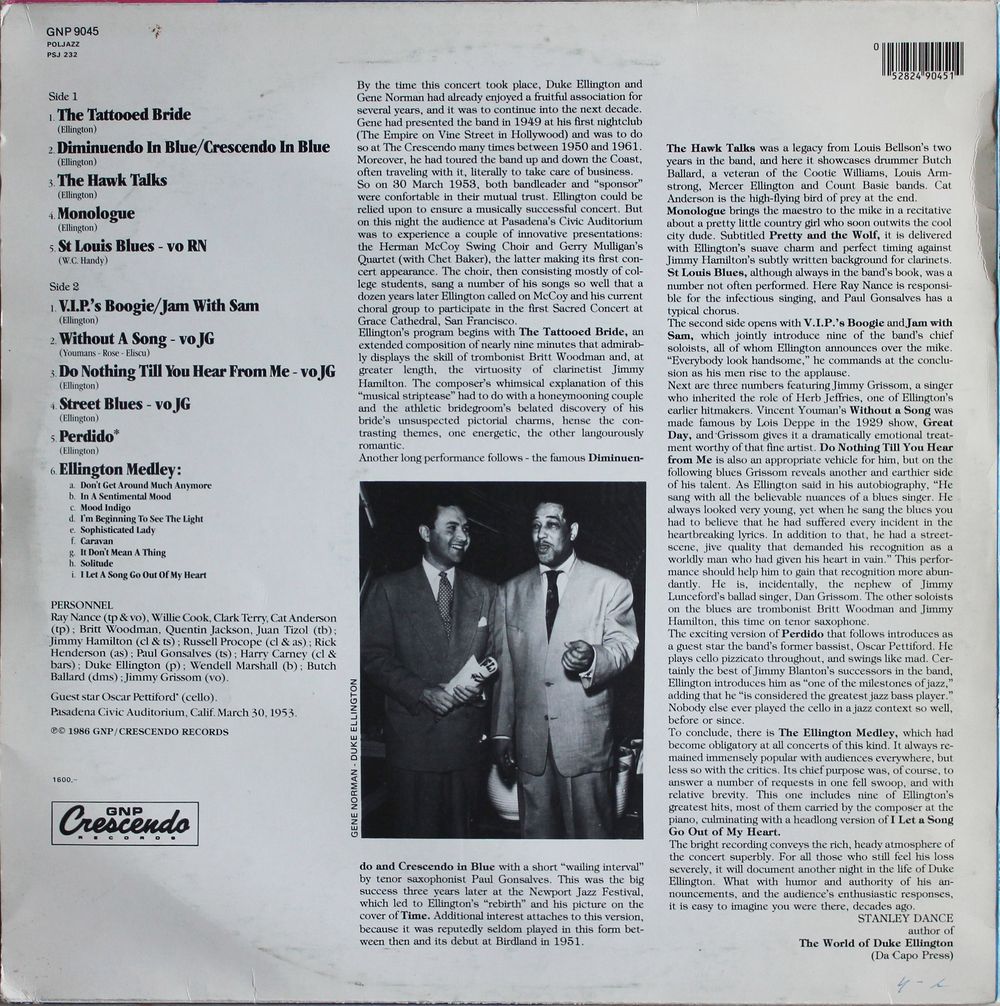 GNP 9045
POLJAZZ
PSJ 232
0
52824 90451
Side 1
1. The Tattooed Bride
(Ellington)
2. Diminuendo In Blue/Crescendo In Blue
(Ellington)
3. The Hawk Talks
(Ellington)
4. Monologue
(Ellington)
5. St Louis Blues - vo RN
(W.C. Handy)
Side 2
1. V.I.P.'s Boogie/Jam With Sam
(Ellington)
2. Without A Song - vo JG
(Youmans - Rose - Eliscu)
3. Do Nothing Till You Hear From Me - vo JG
(Ellington)
4. Street Blues - vo JG
(Ellington)
5. Perdido*
(Ellington)
6. Ellington Medley:
a. Don't Get Around Much Anymore
b. In A Sentimental Mood
c. Mood Indigo
d. I'm Beginning To See The Light
e. Sophisticated Lady
f. Caravan
g. It Don't Mean A Thing
h. Solitude
i. I Let A Song Go Out Of My Heart
PERSONNEL
Ray Nance (tp & vo), Willie Cook, Clark Terry, Cat Anderson
(tp); Britt Woodman, Quentin Jackson, Juan Tizol (tb);
Jimmy Hamilton (cl & ts); Russell Procope (cl & as); Rick
Henderson (as); Paul Gonsalves (ts); Harry Carney (cl &
bars); Duke Ellington (p); Wendell Marshall (b); Butch
Ballard (dms); Jimmy Grissom (vo).
Guest star Oscar Pettiford* (cello).
Pasadena Civic Auditorium, Calif. March 30, 1953.
℗© 1986 GNP/CRESCENDO RECORDS
1600,-
GNP
Crescendo
RECORDS
By the time this concert took place, Duke Ellington and
Gene Norman had already enjoyed a fruitful association for
several years, and it was to continue into the next decade.
Gene had presented the band in 1949 at his first nightclub
(The Empire on Vine Street in Hollywood) and was to do
so at The Crescendo many times between 1950 and 1961.
Moreover, he had toured the band up and down the Coast,
often traveling with it, literally to take care of business.
So on 30 March 1953, both bandleader and "sponsor"
were confortable in their mutual trust. Ellington could be
relied upon to ensure a musically successful concert. But
on this night the audience at Pasadena's Civic Auditorium
was to experience a couple of innovative presentations:
the Herman McCoy Swing Choir and Gerry Mulligan's
Quartet (with Chet Baker), the latter making its first con-
cert appearance. The choir, then consisting mostly of col-
lege students, sang a number of his songs so well that a
dozen years later Ellington called on McCoy and his current
choral group to participate in the first Sacred Concert at
Grace Cathedral, San Francisco.
Ellington's program begins with The Tattooed Bride, an
extended composition of nearly nine minutes that admirab-
ly displays the skill of trombonist Britt Woodman and, at
greater length, the virtuosity of clarinetist Jimmy
Hamilton. The composer's whimsical explanation of this
"musical striptease" had to do with a honeymooning couple
and the athletic bridegroom's belated discovery of his
bride's unsuspected pictorial charms, hence the con-
trasting themes, one energetic, the other langourously
romantic.
Another long performance follows - the famous Diminuen-
GENE NORMAN - DUKE ELLINGTON
do and Crescendo in Blue with a short "wailing interval"
by tenor saxophonist Paul Gonsalves. This was the big
success three years later at the Newport Jazz Festival,
which led to Ellington's "rebirth" and his picture on the
cover of Time. Additional interest attaches to this version,
because it was reputedly seldom played in this form bet-
ween then and its debut at Birdland in 1951.
The Hawk Talks was a legacy from Louis Bellson's two
years in the band, and here it showcases drummer Butch
Ballard, a veteran of the Cootie Williams, Louis Arm-
strong, Mercer Ellington and Count Basie bands. Cat
Anderson is the high-flying bird of prey at the end.
Monologue brings the maestro to the mike in a recitative
about a pretty little country girl who soon outwits the cool
city dude. Subtitled Pretty and the Wolf, it is delivered
with Ellington's suave charm and perfect timing against
Jimmy Hamilton's subtly written background for clarinets.
St Louis Blues, although always in the band's book, was a
number not often performed. Here Ray Nance is responsi-
ble for the infectious singing, and Paul Gonsalves has a
typical chorus.
The second side opens with V.I.P.'s Boogie and Jam with
Sam, which jointly introduce nine of the band's chief
soloists, all of whom Ellington announces over the mike.
"Everybody look handsome," he commands at the conclu-
sion as his men rise to the applause.
Next are three numbers featuring Jimmy Grissom, a singer
who inherited the role of Herb Jeffries, one of Ellington's
earlier hitmakers. Vincent Youman's Without a Song was
made famous by Lois Deppe in the 1929 show, Great
Day, and Grissom gives it a dramatically emotional treat-
ment worthy of that fine artist. Do Nothing Till You Hear
from Me is also an appropriate vehicle for him, but on the
following blues Grissom reveals another and earthier side
of his talent. As Ellington said in his autobiography, "He
sang with all the believable nuances of a blues singer. He
always looked very young, yet when he sang the blues you
had to believe that he had suffered every incident in the
heartbreaking lyrics. In addition to that, he had a street-
scene, jive quality that demanded his recognition as a
worldly man who had given his heart in vain." This perfor-
mance should help him to gain that recognition more abun-
dantly. He is, incidentally, the nephew of Jimmy
Lunceford's ballad singer, Dan Grissom. The other soloists
on the blues are trombonist Britt Woodman and Jimmy
Hamilton, this time on tenor saxophone.
The exciting version of Perdido that follows introduces as
a guest star the band's former bassist, Oscar Pettiford. He
plays cello pizzicato throughout, and swings like mad. Cer-
tainly the best of Jimmy Blanton's successors in the band,
Ellington introduces him as "one of the milestones of jazz,"
adding that he "is considered the greatest jazz bass player."
Nobody else ever played the cello in a jazz context so well,
before or since.
To conclude, there is The Ellington Medley, which had
become obligatory at all concerts of this kind. It always re-
mained immensely popular with audiences everywhere, but
less so with the critics. Its chief purpose was, of course, to
answer a number of requests in one fell swoop, and with
relative brevity. This one includes nine of Ellington's
greatest hits, most of them carried by the composer at the
piano, culminating with a headlong version of I Let a Song
Go Out of My Heart.
The bright recording conveys the rich, heady atmosphere of
the concert superbly. For all those who still feel his loss
severely, it will document another night in the life of Duke
Ellington. What with humor and authority of his an-
nouncements, and the audience's enthusiastic responses,
it is easy to imagine you were there, decades ago.
STANLEY DANCE
author of
The World of Duke Ellington
(Da Capo Press)